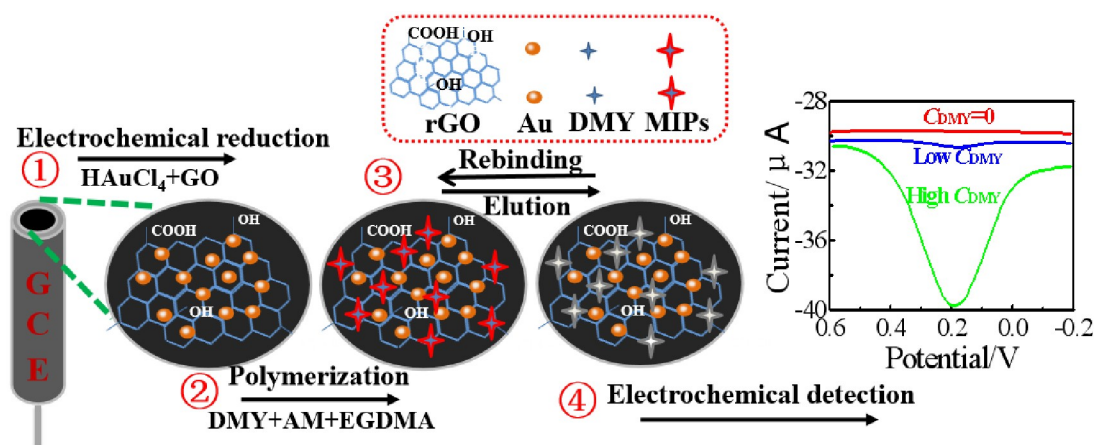 COOH OH
OH
rGO Au DMY MIPs
Electrochemical reduction
①
HAuCl4+GO
③
Rebinding
Elution
GCE
COOH
OH
OH
COOH
OH
OH
COOH
OH
OH
②
Polymerization
DMY+AM+EGDMA
④
Electrochemical detection
Current/ μ A
-28
-32
-36
-40
CDMY=0
Low CDMY
High CDMY
0.6 0.4 0.2 0.0 -0.2
Potential/V